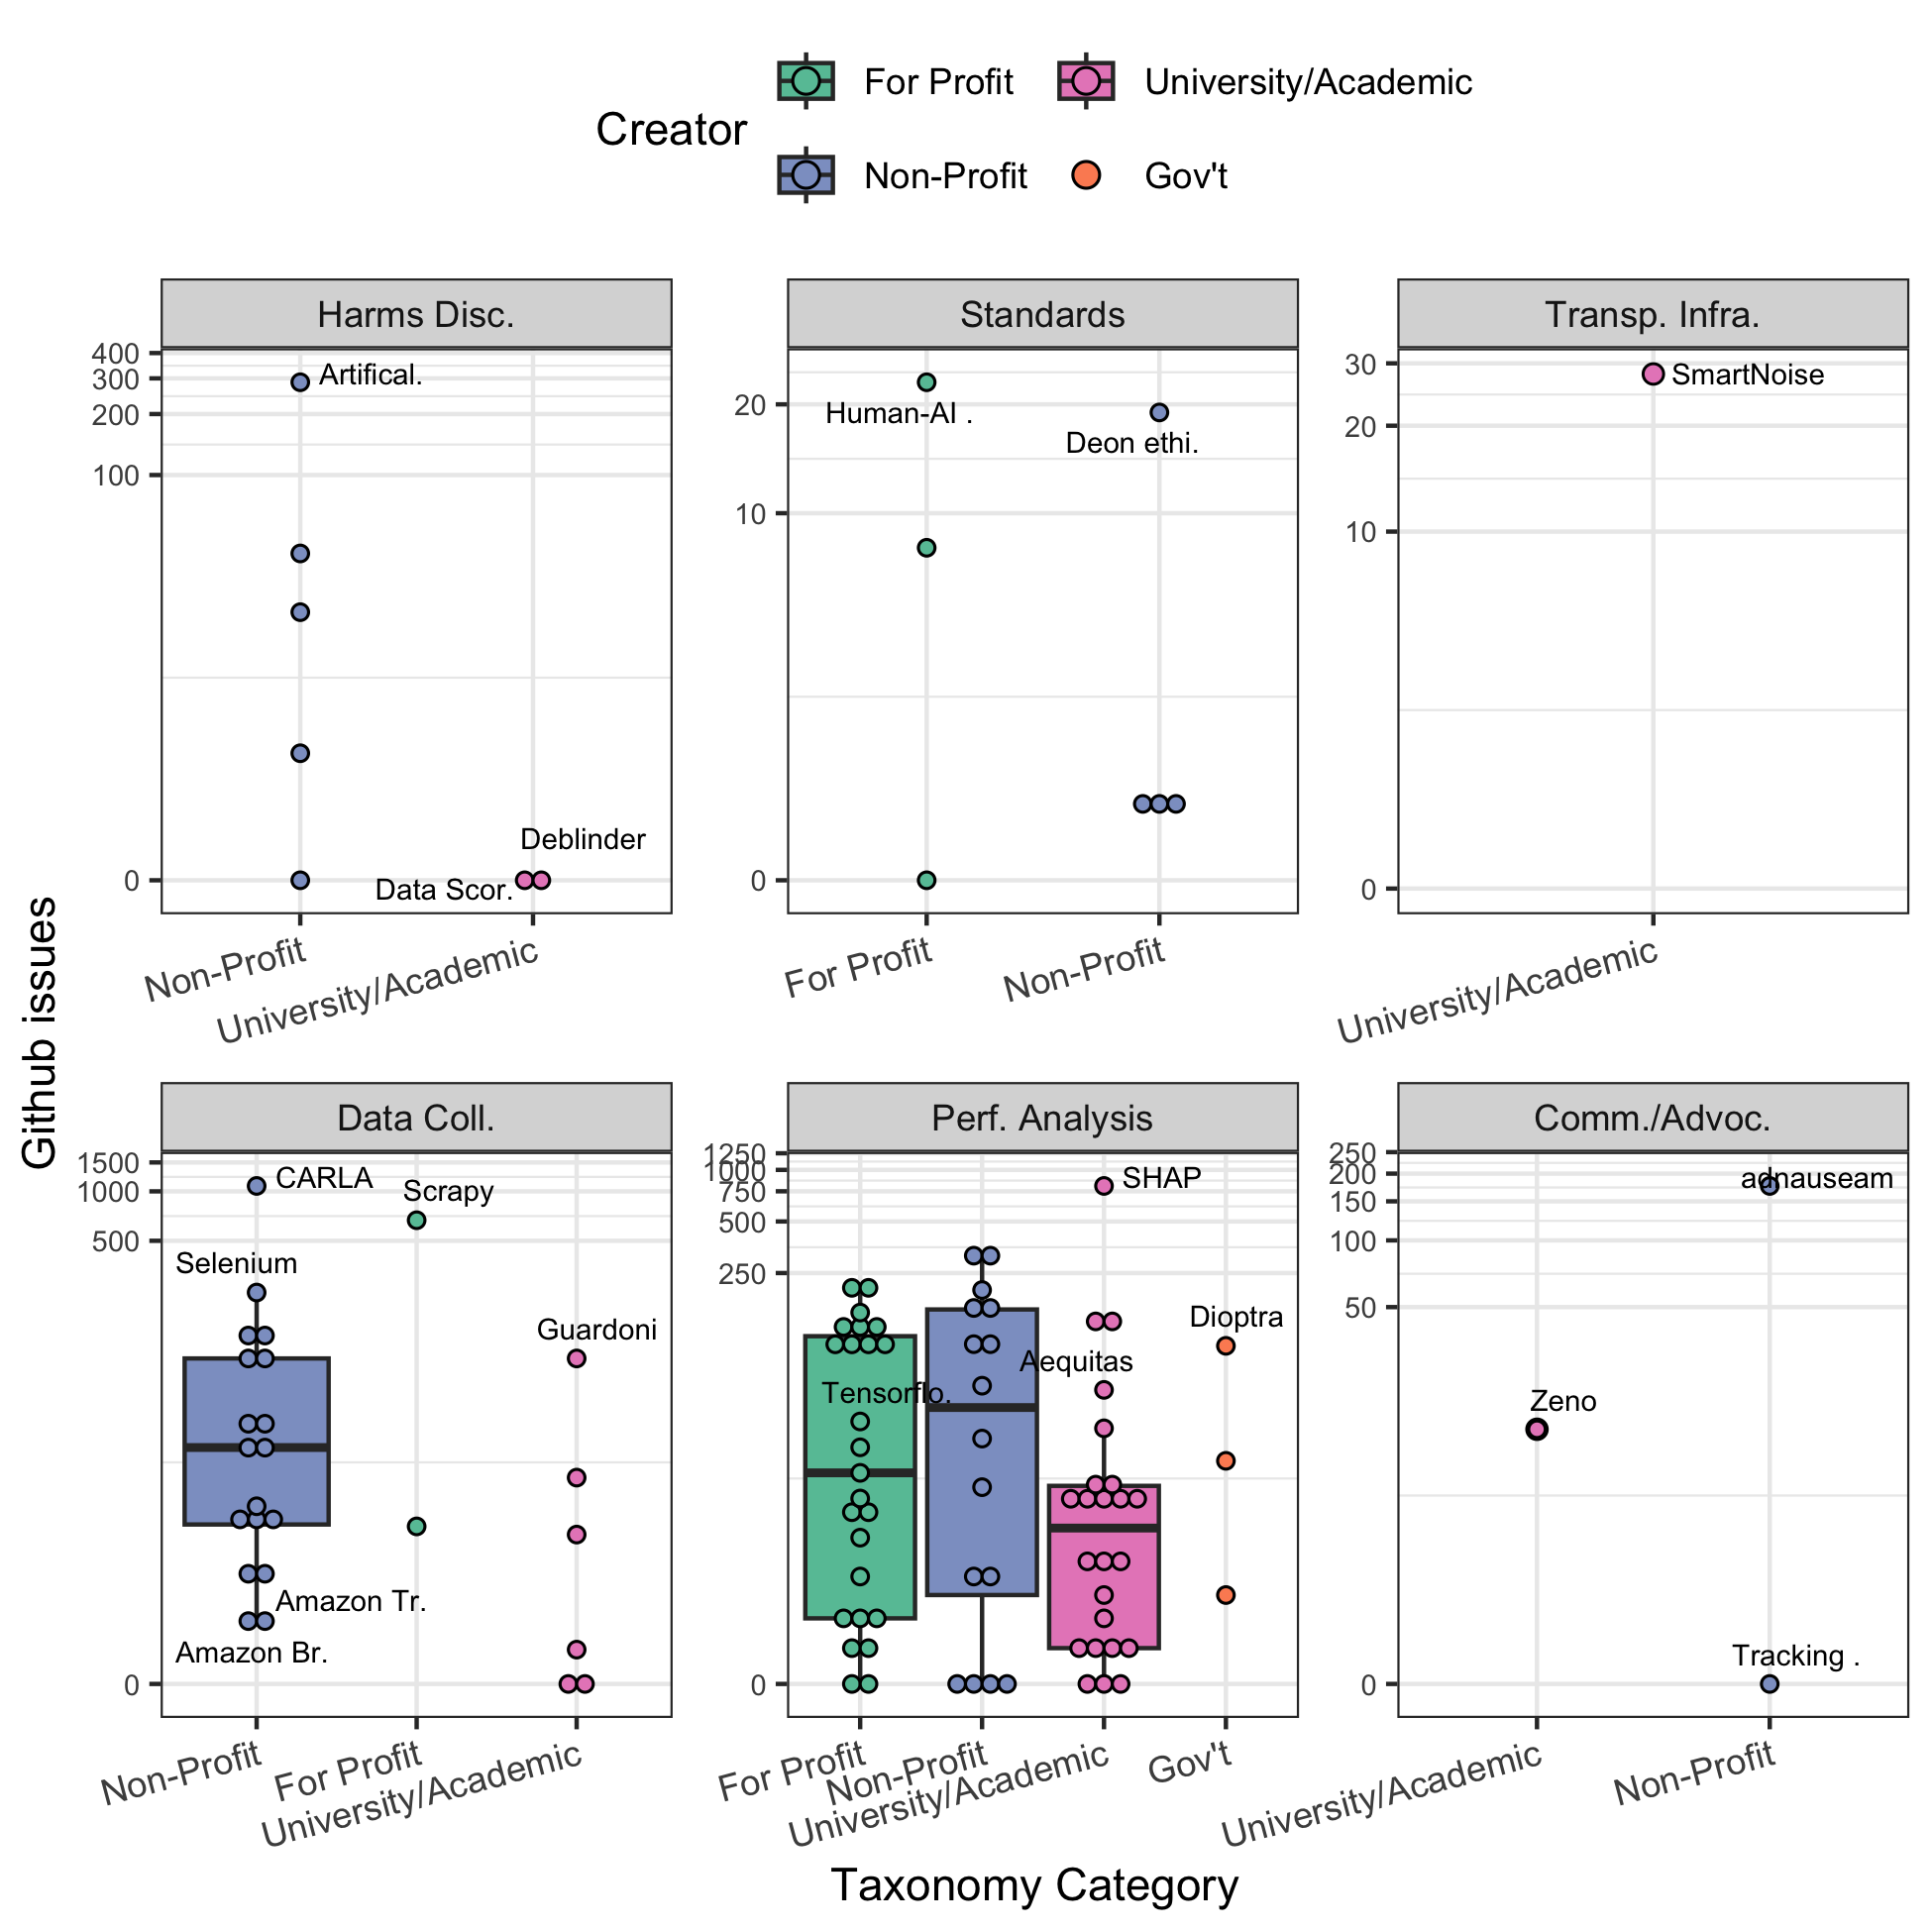 Creator
For Profit
University/Academic
Non-Profit
Gov't
Github issues
Harms Disc.
400
300
200
100
0
Artifical.
Deblinder
Data Scor.
Non-Profit
University/Academic
Standards
20
10
0
Human-AI .
Deon ethi.
For Profit
Non-Profit
Transp. Infra.
30
20
10
0
SmartNoise
University/Academic
Data Coll.
1500
1000
500
0
CARLA
Scrapy
Selenium
Guardoni
Amazon Tr.
Amazon Br.
Non-Profit
For Profit
University/Academic
Perf. Analysis
1250
1000
750
500
250
0
SHAP
Dioptra
Aequitas
Tensorflo.
For Profit
Non-Profit
University/Academic
Gov't
Comm./Advoc.
250
200
150
100
50
0
adnauseam
Zeno
Tracking .
University/Academic
Non-Profit
Taxonomy Category